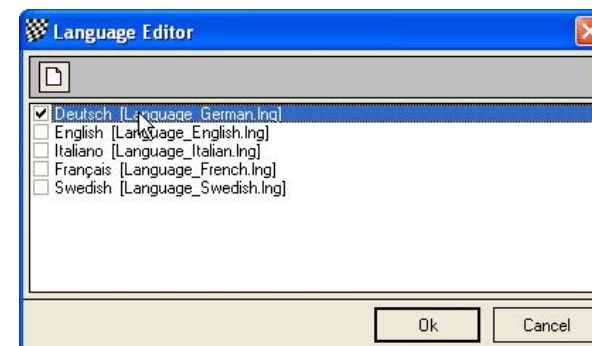 Language Editor
Deutsch [Language_German.lng]
English [Language_English.lng]
Italiano [Language_Italian.lng]
Français [Language_French.lng]
Swedish [Language_Swedish.lng]
Ok Cancel